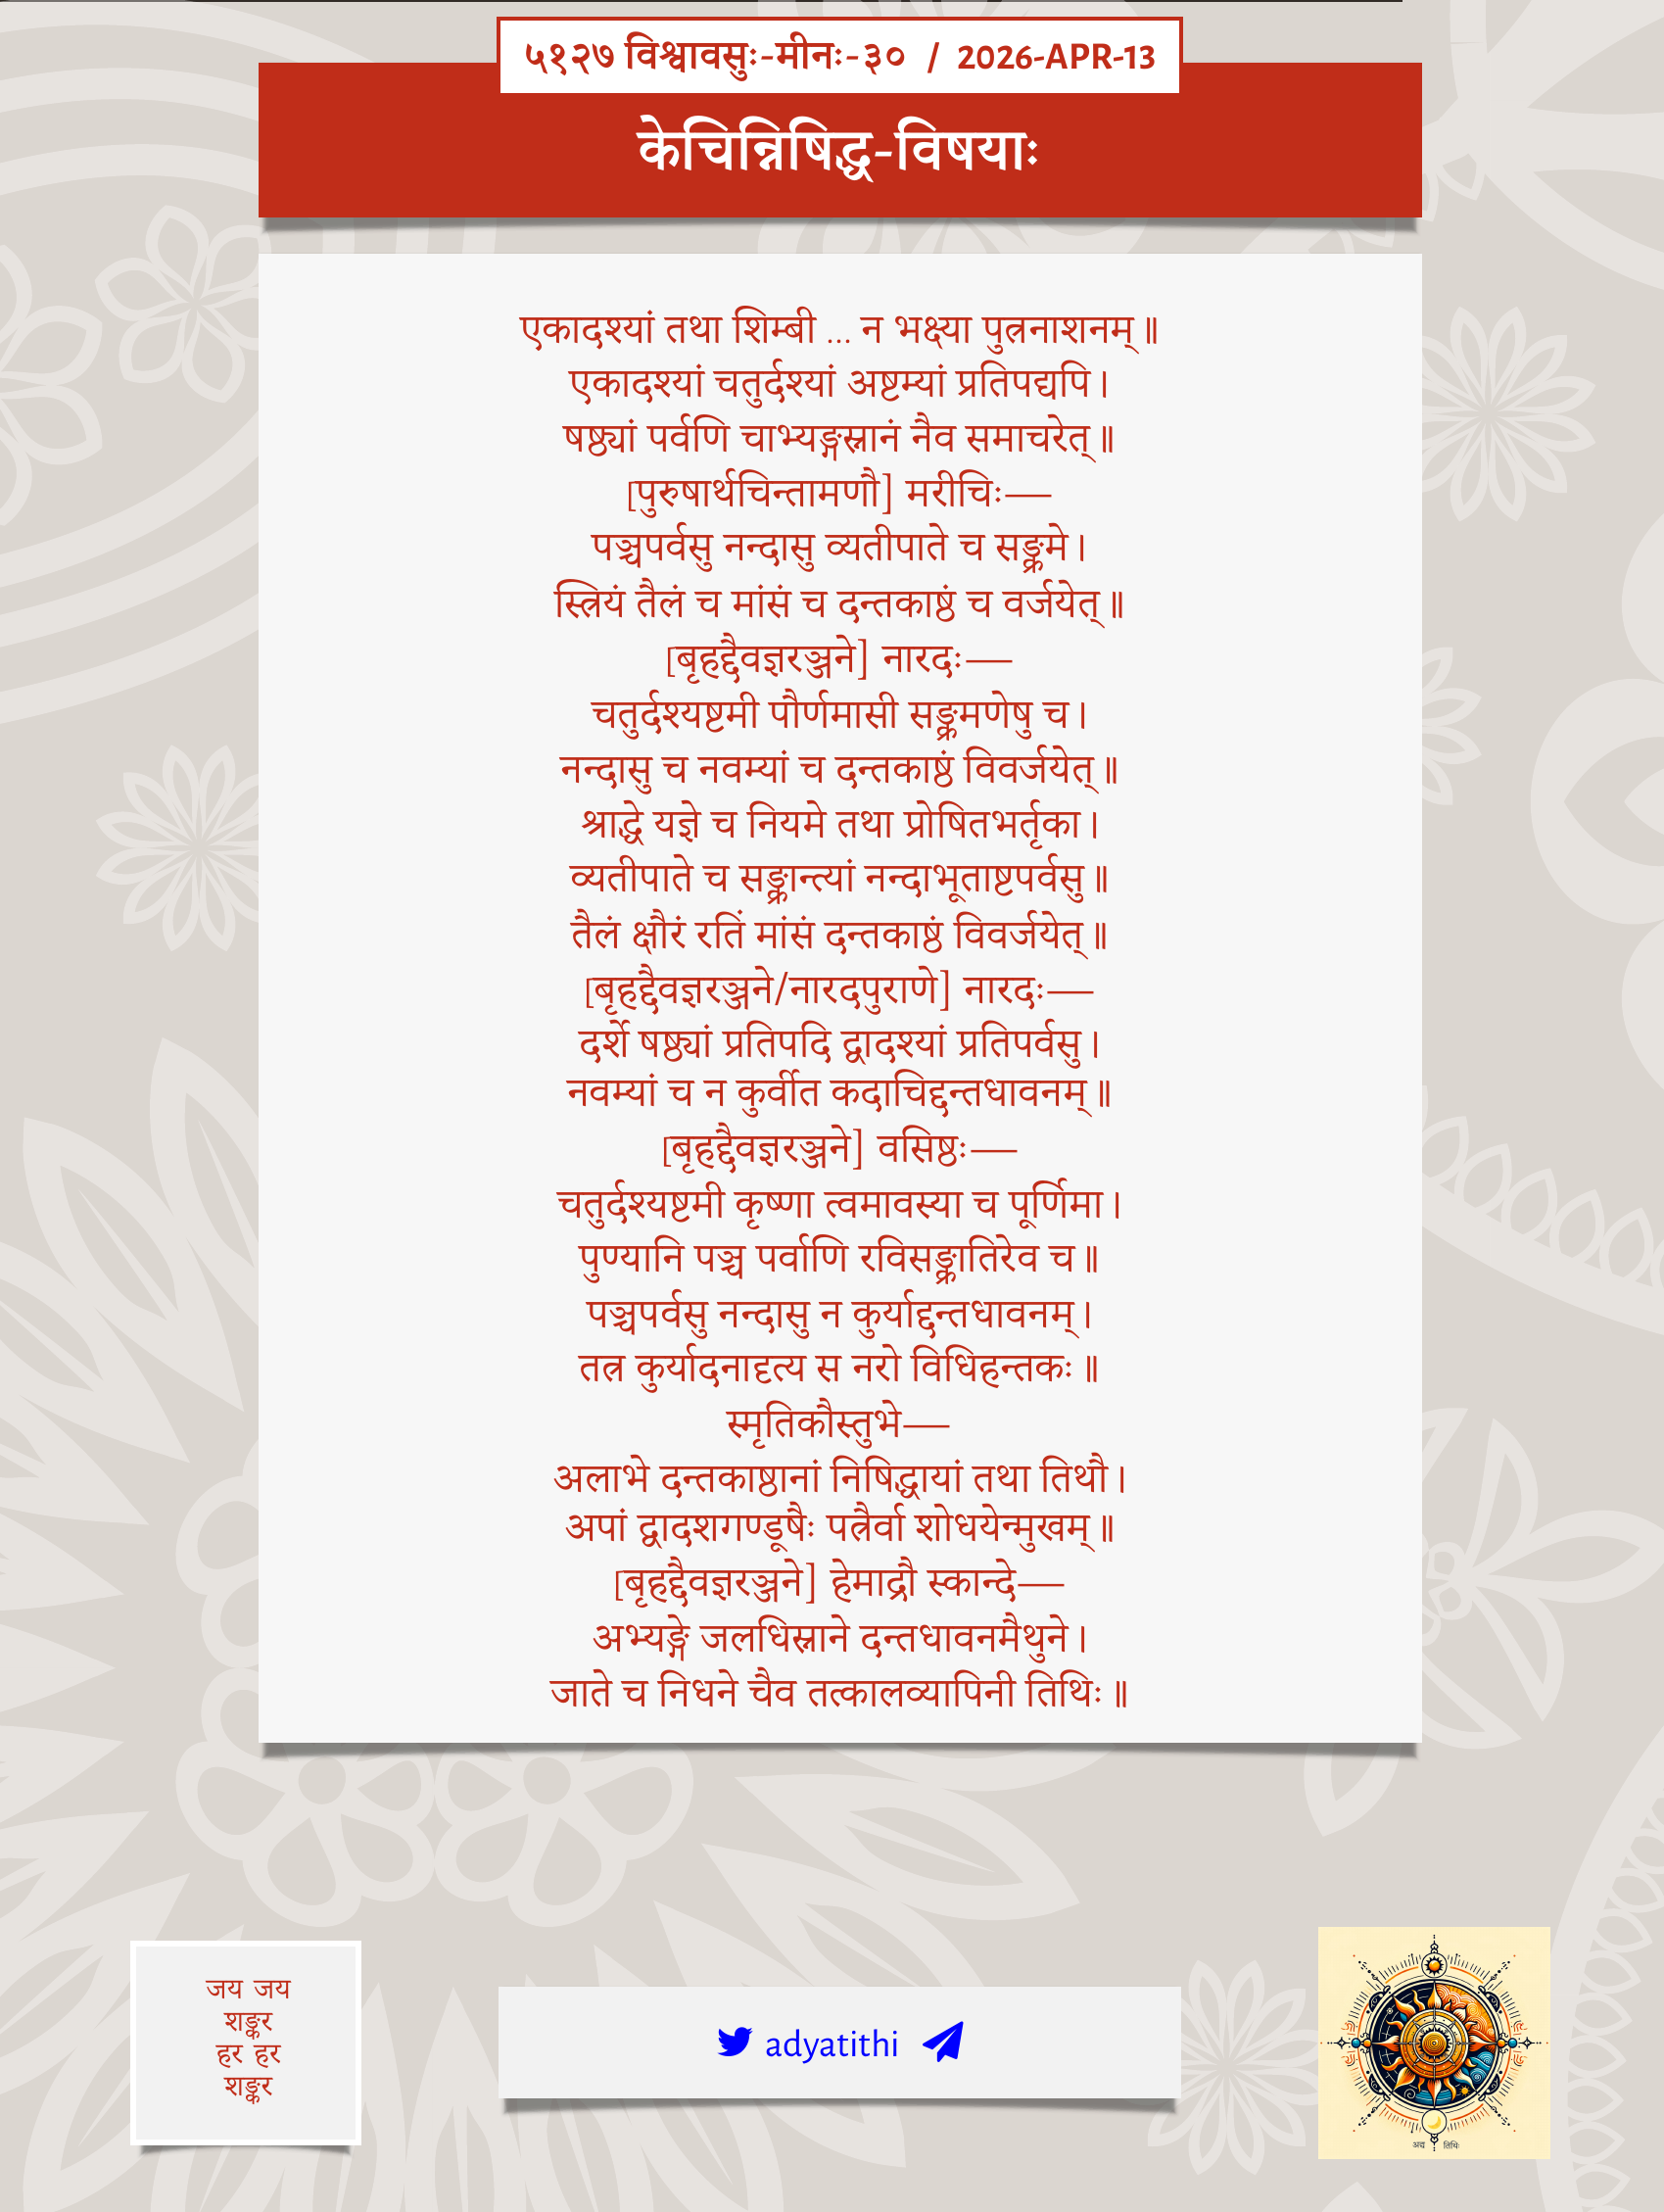 ५१२७ विश्वावसुः-मीनः-३० / 2026-APR-13
केचिन्निषिद्ध-विषयाः
एकादश्यां तथा शिम्बी … न भक्ष्या पुत्रनाशनम्॥
एकादश्यां चतुर्दश्यां अष्टम्यां प्रतिपद्यपि।
षष्ठ्यां पर्वणि चाभ्यङ्गस्नानं नैव समाचरेत्॥
[पुरुषार्थचिन्तामणौ] मरीचिः—
पञ्चपर्वसु नन्दासु व्यतीपाते च सङ्क्रमे।
स्त्रियं तैलं च मांसं च दन्तकाष्ठं च वर्जयेत्॥
[बृहद्दैवज्ञरञ्जने] नारदः—
चतुर्दश्यष्टमी पौर्णमासी सङ्क्रमणेषु च।
नन्दासु च नवम्यां च दन्तकाष्ठं विवर्जयेत्॥
श्राद्धे यज्ञे च नियमे तथा प्रोषितभर्तृका।
व्यतीपाते च सङ्क्रान्त्यां नन्दाभूताष्टपर्वसु॥
तैलं क्षौरं रतिं मांसं दन्तकाष्ठं विवर्जयेत्॥
[बृहद्दैवज्ञरञ्जने/नारदपुराणे] नारदः—
दर्शे षष्ठ्यां प्रतिपदि द्वादश्यां प्रतिपर्वसु।
नवम्यां च न कुर्वीत कदाचिद्दन्तधावनम्॥
[बृहद्दैवज्ञरञ्जने] वसिष्ठः—
चतुर्दश्यष्टमी कृष्णा त्वमावस्या च पूर्णिमा।
पुण्यानि पञ्च पर्वाणि रविसङ्क्रातिरेव च॥
पञ्चपर्वसु नन्दासु न कुर्याद्दन्तधावनम्।
तत्र कुर्यादनादृत्य स नरो विधिहन्तकः॥
स्मृतिकौस्तुभे—
अलाभे दन्तकाष्ठानां निषिद्धायां तथा तिथौ।
अपां द्वादशगण्डूषैः पत्रैर्वा शोधयेन्मुखम्॥
[बृहद्दैवज्ञरञ्जने] हेमाद्रौ स्कान्दे—
अभ्यङ्गे जलधिस्नाने दन्तधावनमैथुने।
जाते च निधने चैव तत्कालव्यापिनी तिथिः॥
जय जय
शङ्कर
हर हर
शङ्कर
adyatithi
अद्य तिथिः